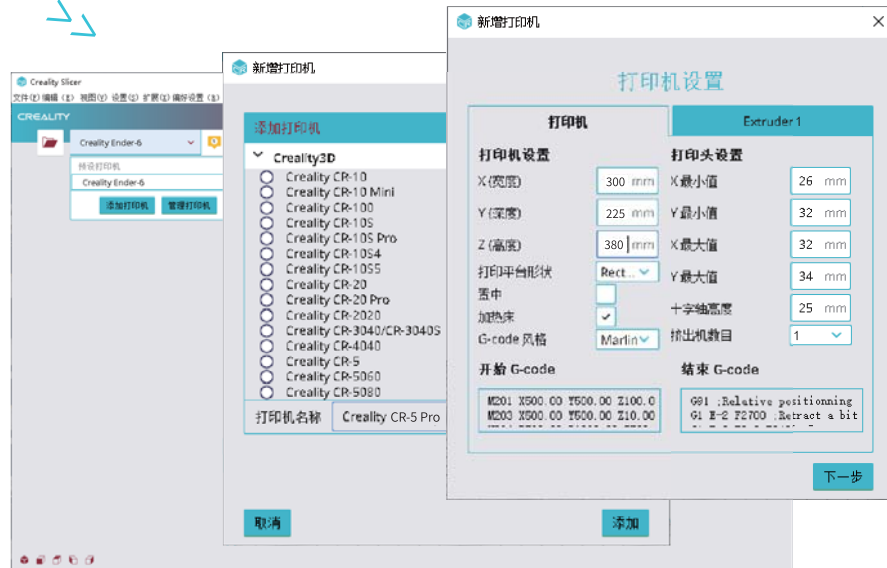 Creality Slicer
文件(F) 编辑 (E) 视图(V) 设置(S) 扩展(X) 偏好设置 (
CREALITY
Creality Ender-6
预设打印机
Creality Ender-6
添加打印机 管理打印机
新增打印机
添加打印机
Creality3D
Creality CR-10
Creality CR-10 Mini
Creality CR-100
Creality CR-10S
Creality CR-10S Pro
Creality CR-10S4
Creality CR-10S5
Creality CR-20
Creality CR-20 Pro
Creality CR-2020
Creality CR-3040/CR-3040S
Creality CR-4040
Creality CR-5
Creality CR-5060
Creality CR-5080
打印机名称 Creality CR-5 Pro
取消 添加
新增打印机
打印机设置
打印机 Extruder 1
打印机设置
X (宽度) 300 mm
Y (深度) 225 mm
Z (高度) 380 mm
打印平台形状 Rect...
置中
加热床
G-code 风格 Marlin
开始 G-code
M201 X500.00 Y500.00 Z100.0
M203 X500.00 Y500.00 Z10.00
打印头设置
X 最小值 26 mm
Y 最小值 32 mm
X 最大值 32 mm
Y 最大值 34 mm
十字轴高度 25 mm
挤出机数目 1
结束 G-code
G91 ;Relative positionning
G1 E-2 F2700 ;Retract a bit
下一步